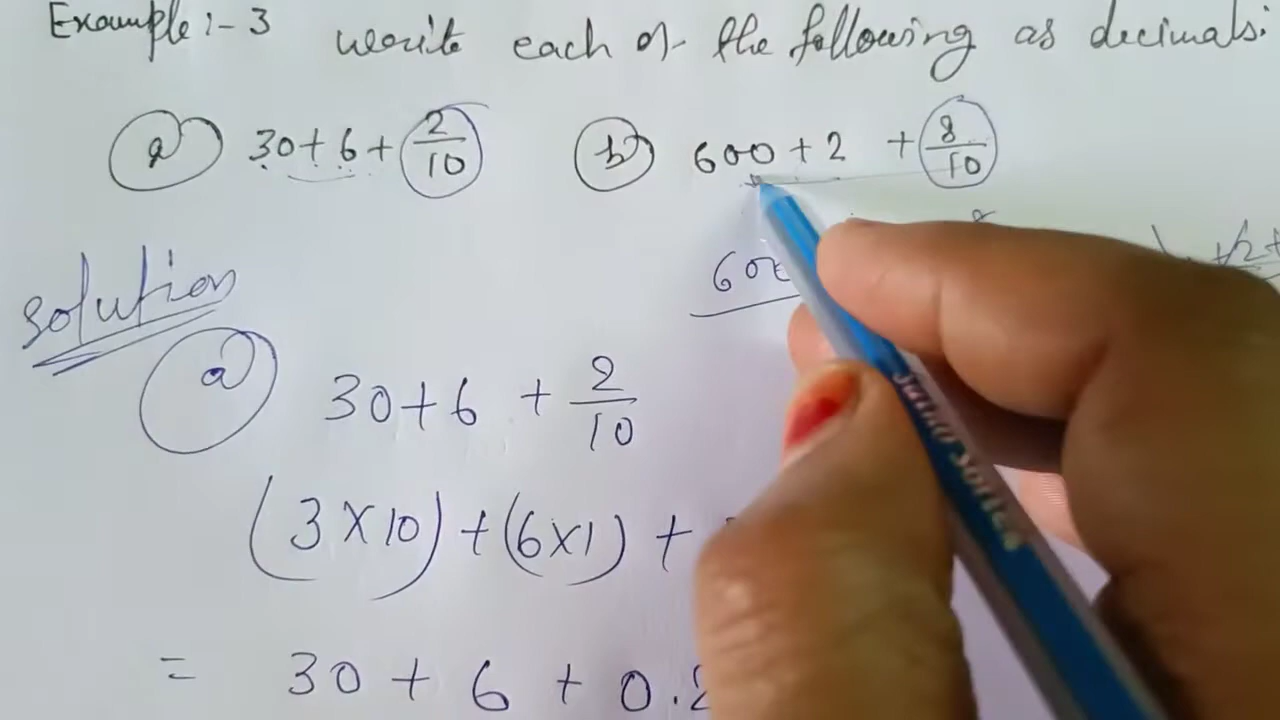 Example :- 3 write each of the following as decimals:
(a) 30 + 6 + 2/10 (b) 600 + 2 + 8/10
60
solution
(a) 30 + 6 + 2/10
(3 × 10) + (6 × 1) +
= 30 + 6 + 0.2